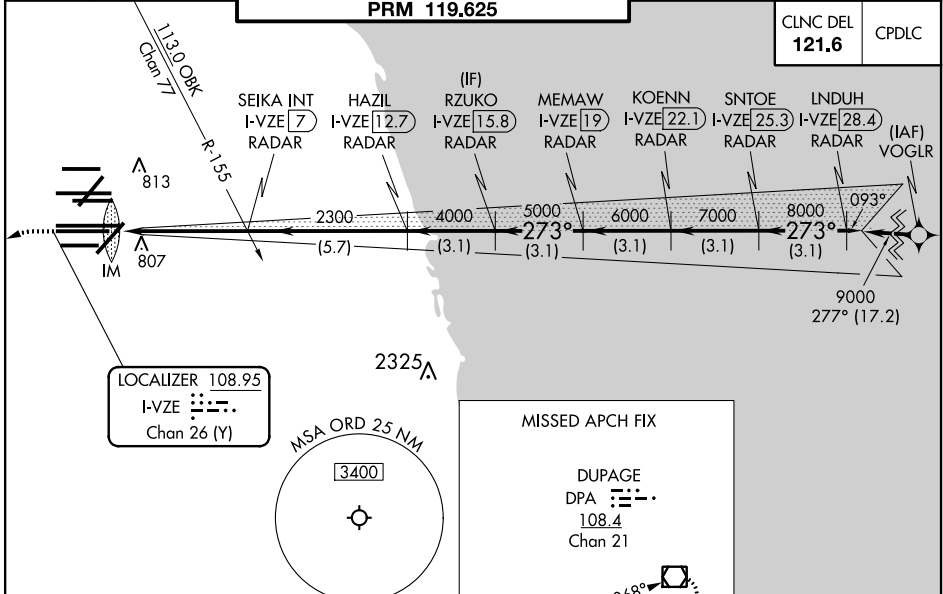 PRM 119.625
CLNC DEL
121.6
CPDLC
113.0 OBK
Chan 77
R-155
SEIKA INT
I-VZE 7
RADAR
HAZIL
I-VZE 12.7
RADAR
(IF)
RZUKO
I-VZE 15.8
RADAR
MEMAW
I-VZE 19
RADAR
KOENN
I-VZE 22.1
RADAR
SNTOE
I-VZE 25.3
RADAR
LNDUH
I-VZE 28.4
RADAR
(IAF)
VOGLR
813
807
IM
2300
(5.7)
4000
(3.1)
5000
273°
(3.1)
6000
(3.1)
7000
(3.1)
8000
273°
(3.1)
093°
9000
277° (17.2)
2325
LOCALIZER 108.95
I-VZE
Chan 26 (Y)
MSA ORD 25 NM
3400
MISSED APCH FIX
DUPAGE
DPA
108.4
Chan 21